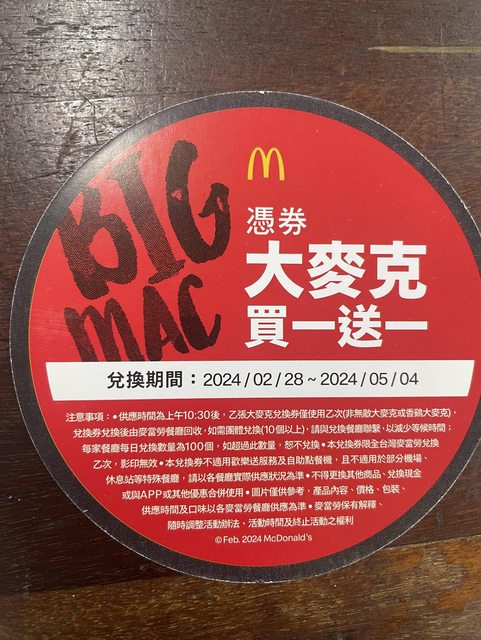 BIG
MAC
憑券
大麥克
買一送一
兌換期間：2024/02/28~2024/05/04
注意事項：•供應時間為上午10:30後，乙張大麥克兌換券僅使用乙次(非無敵大麥克或香鷄大麥克)，
兌換券兌換後由麥當勞餐廳回收，如需團體兌換(10個以上)，請與兌換餐廳聯繫，以減少等候時間；
每家餐廳每日兌換數量為100個，如超過此數量，恕不兌換•本兌換券限全台灣麥當勞兌換
乙次，影印無效•本兌換券不適用歡樂送服務及自助點餐機，且不適用於部分機場、
休息站等特殊餐廳，請以各餐廳實際供應狀況為準•不得更換其他商品、兌換現金
或與APP或其他優惠合併使用•圖片僅供參考，產品內容、價格、包裝、
供應時間及口味以各麥當勞餐廳供應為準•麥當勞保有解釋、
隨時調整活動辦法、活動時間及終止活動之權利
© Feb. 2024 McDonald's